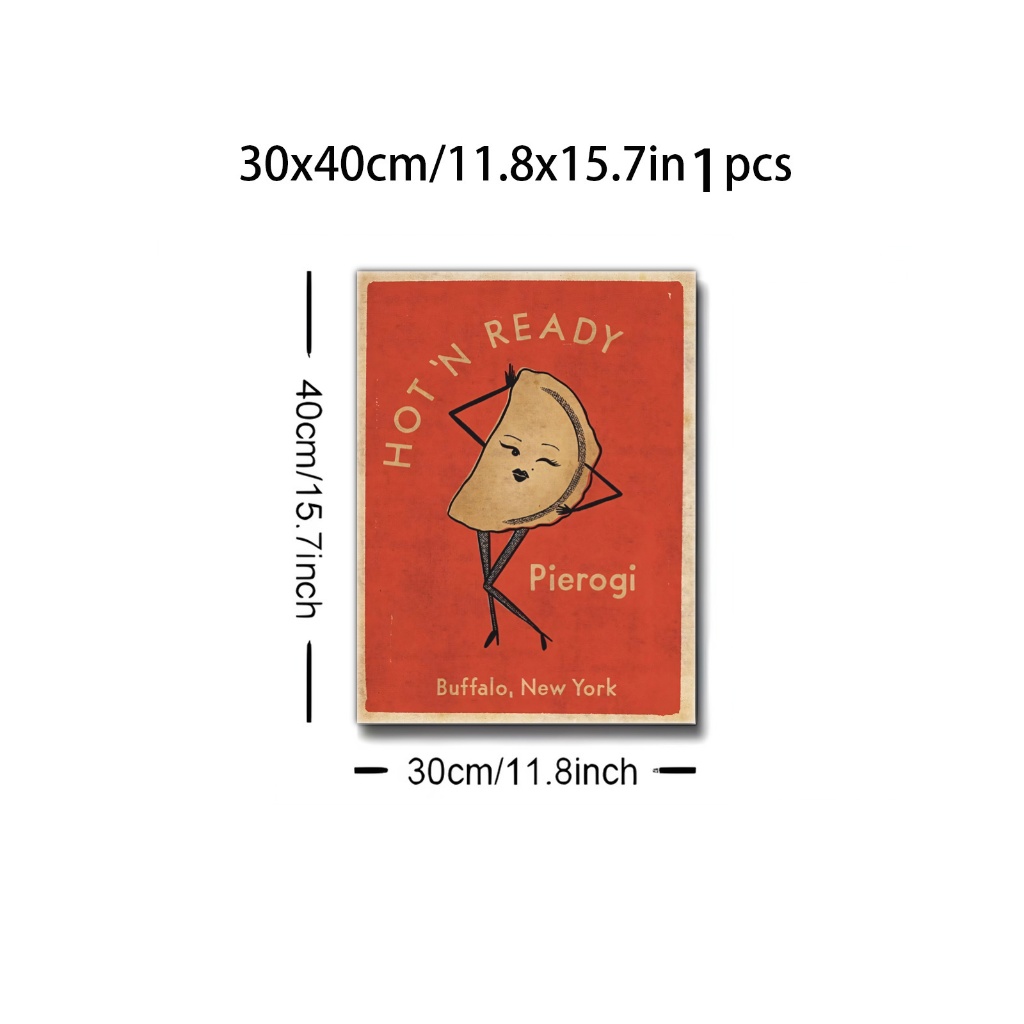 30x40cm/11.8x15.7in 1 pcs
HOT 'N READY
Pierogi
Buffalo, New York
40cm/15.7inch
30cm/11.8inch